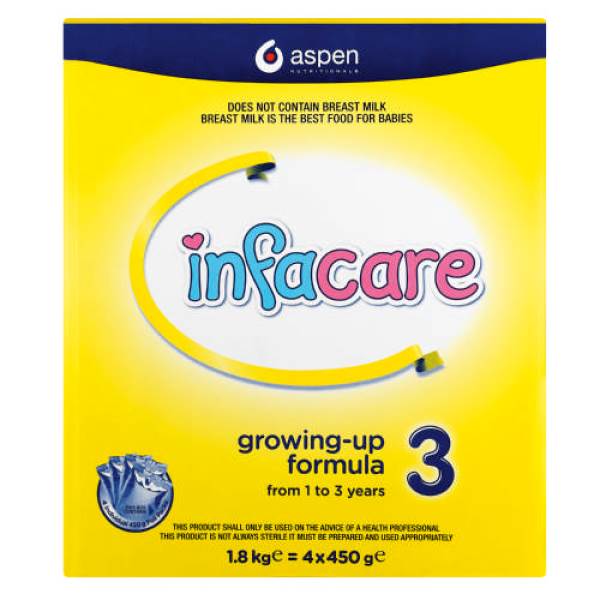 aspen
NUTRITIONALS
DOES NOT CONTAIN BREAST MILK
BREAST MILK IS THE BEST FOOD FOR BABIES
infacare
growing-up
formula
3
from 1 to 3 years
4 Individual 450 g
THIS PRODUCT SHALL ONLY BE USED ON THE ADVICE OF A HEALTH PROFESSIONAL
THIS PRODUCT IS NOT ALWAYS STERILE IT MUST BE PREPARED AND USED APPROPRIATELY
1.8 kg℮ = 4x450 g℮